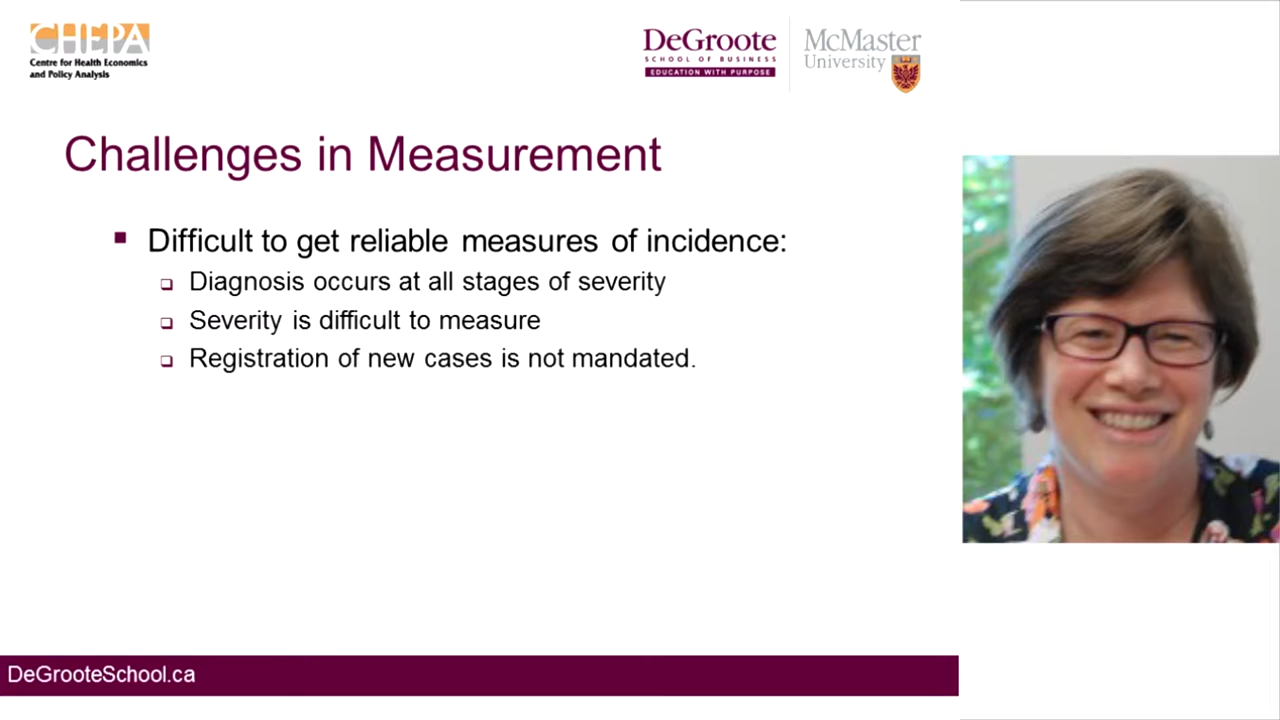 CHEPA
Centre for Health Economics
and Policy Analysis
DeGroote
SCHOOL OF BUSINESS
EDUCATION WITH PURPOSE
McMaster
University
Challenges in Measurement
Difficult to get reliable measures of incidence:
Diagnosis occurs at all stages of severity
Severity is difficult to measure
Registration of new cases is not mandated.
DeGrooteSchool.ca